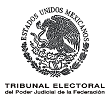 ESTADOS UNIDOS MEXICANOS
TRIBUNAL ELECTORAL
del Poder Judicial de la Federación